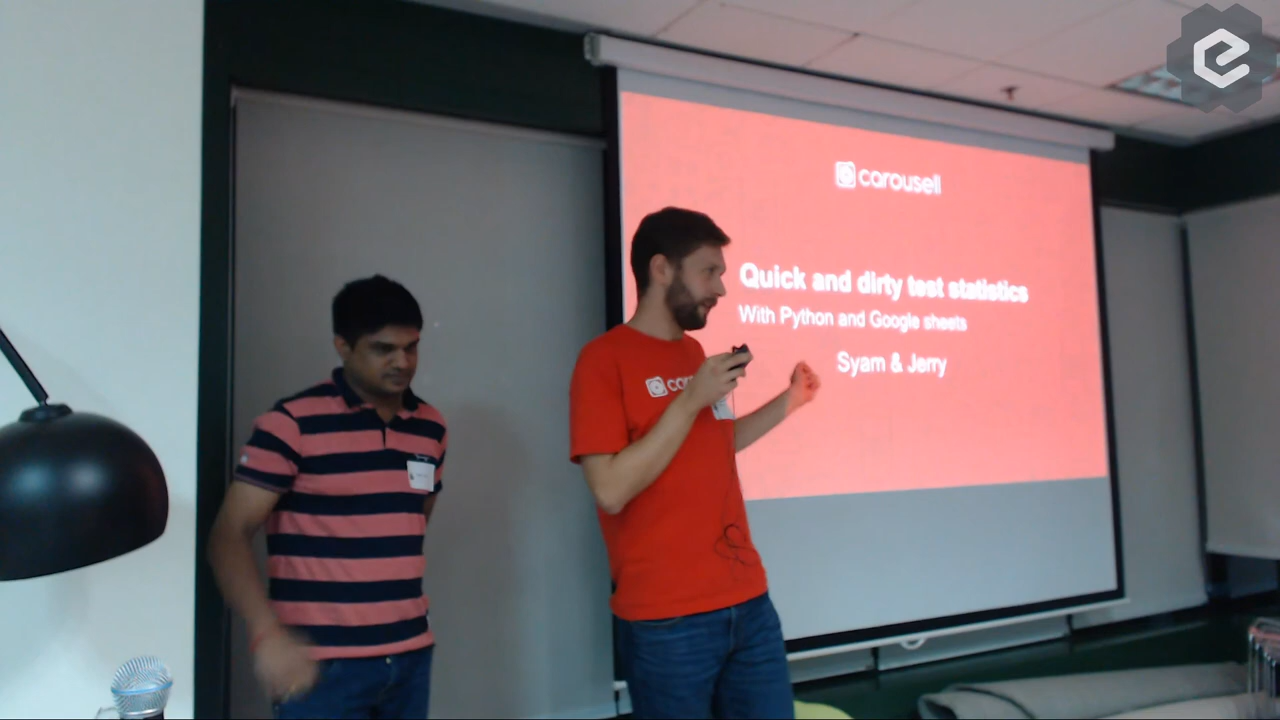 carousell
Quick and dirty test statistics
With Python and Google sheets
Syam & Jerry